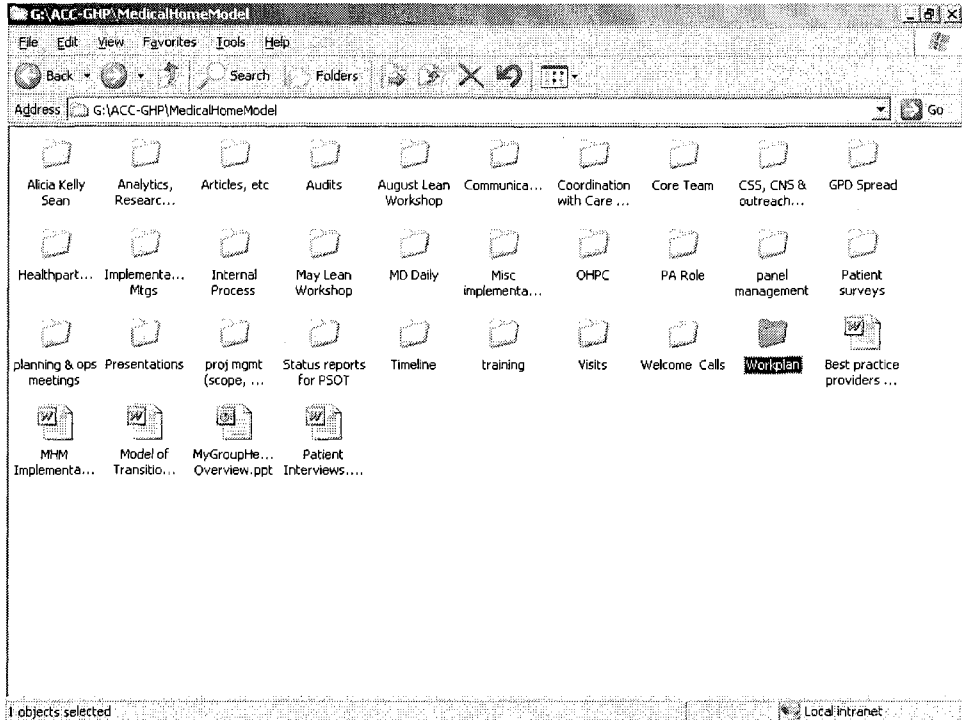 G:\ACC-GHP\MedicalHomeModel
File Edit View Favorites Tools Help
Back Search Folders
Address G:\ACC-GHP\MedicalHomeModel Go
Alicia Kelly Sean
Analytics, Researc...
Articles, etc
Audits
August Lean Workshop
Communica...
Coordination with Care ...
Core Team
CSS, CNS & outreach...
GPD Spread
Healthpart...
Implementa... Mtgs
Internal Process
May Lean Workshop
MD Daily
Misc implementa...
OHPC
PA Role
panel management
Patient surveys
planning & ops meetings
Presentations
proj mgmt (scope, ...
Status reports for PSOT
Timeline
training
Visits
Welcome Calls
Workplan
Best practice providers ...
MHM Implementa...
Model of Transitio...
MyGroupHe... Overview.ppt
Patient Interviews....
1 objects selected
Local intranet